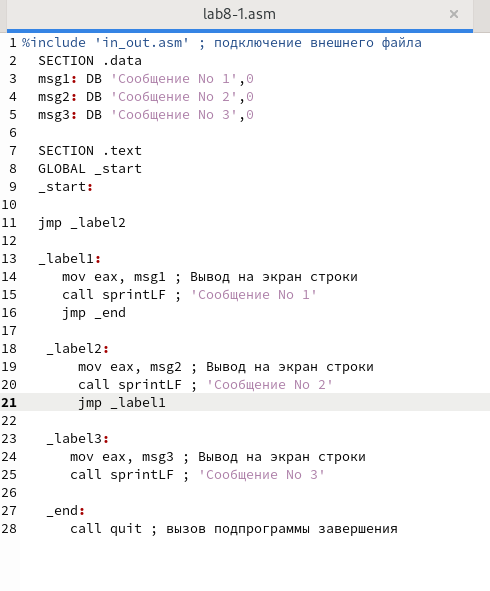 lab8-1.asm ×
1 %include 'in_out.asm' ; подключение внешнего файла
2 SECTION .data
3 msg1: DB 'Сообщение No 1',0
4 msg2: DB 'Сообщение No 2',0
5 msg3: DB 'Сообщение No 3',0
6
7 SECTION .text
8 GLOBAL _start
9 _start:
10
11 jmp _label2
12
13 _label1:
14 mov eax, msg1 ; Вывод на экран строки
15 call sprintLF ; 'Сообщение No 1'
16 jmp _end
17
18 _label2:
19 mov eax, msg2 ; Вывод на экран строки
20 call sprintLF ; 'Сообщение No 2'
21 jmp _label1
22
23 _label3:
24 mov eax, msg3 ; Вывод на экран строки
25 call sprintLF ; 'Сообщение No 3'
26
27 _end:
28 call quit ; вызов подпрограммы завершения